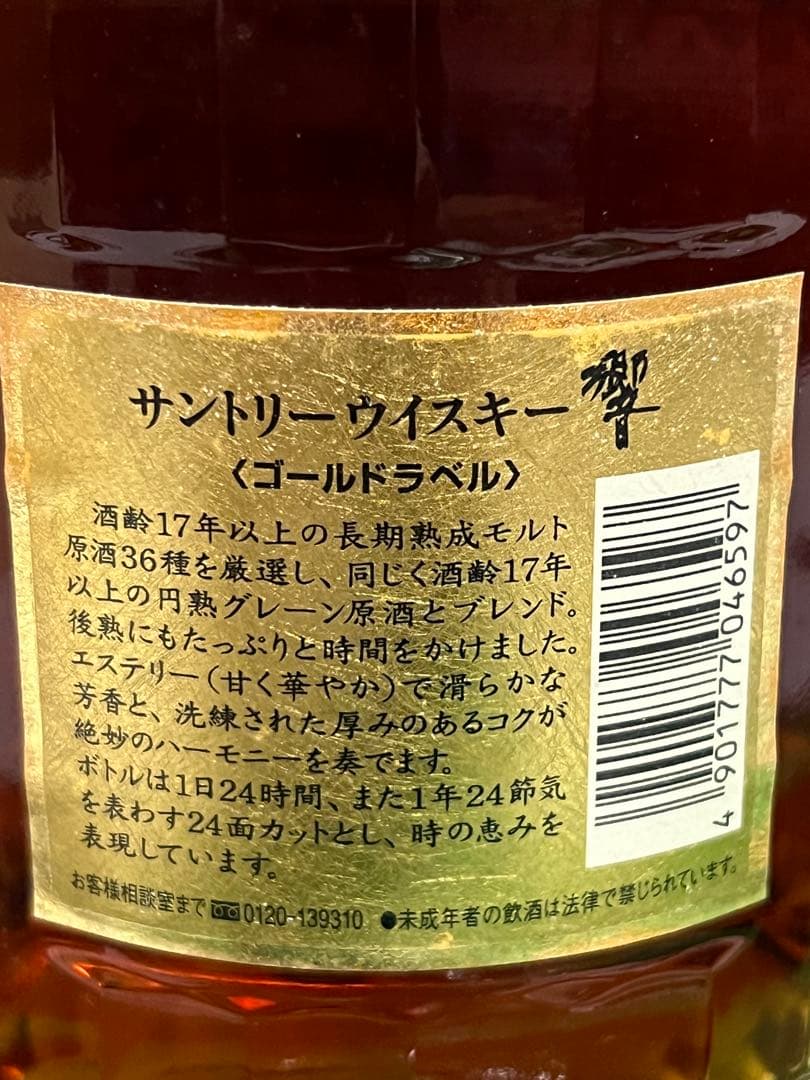 サントリーウイスキー響
〈ゴールドラベル〉
酒齢17年以上の長期熟成モルト
原酒36種を厳選し、同じく酒齢17年
以上の円熟グレーン原酒とブレンド。
後熟にもたっぷりと時間をかけました。
エステリー(甘く華やか)で滑らかな
芳香と、洗練された厚みのあるコクが
絶妙のハーモニーを奏でます。
ボトルは1日24時間、また1年24節気
を表わす24面カットとし、時の恵みを
表現しています。
お客様相談室まで 0120-139310 ●未成年者の飲酒は法律で禁じられています。
4 901777 046597